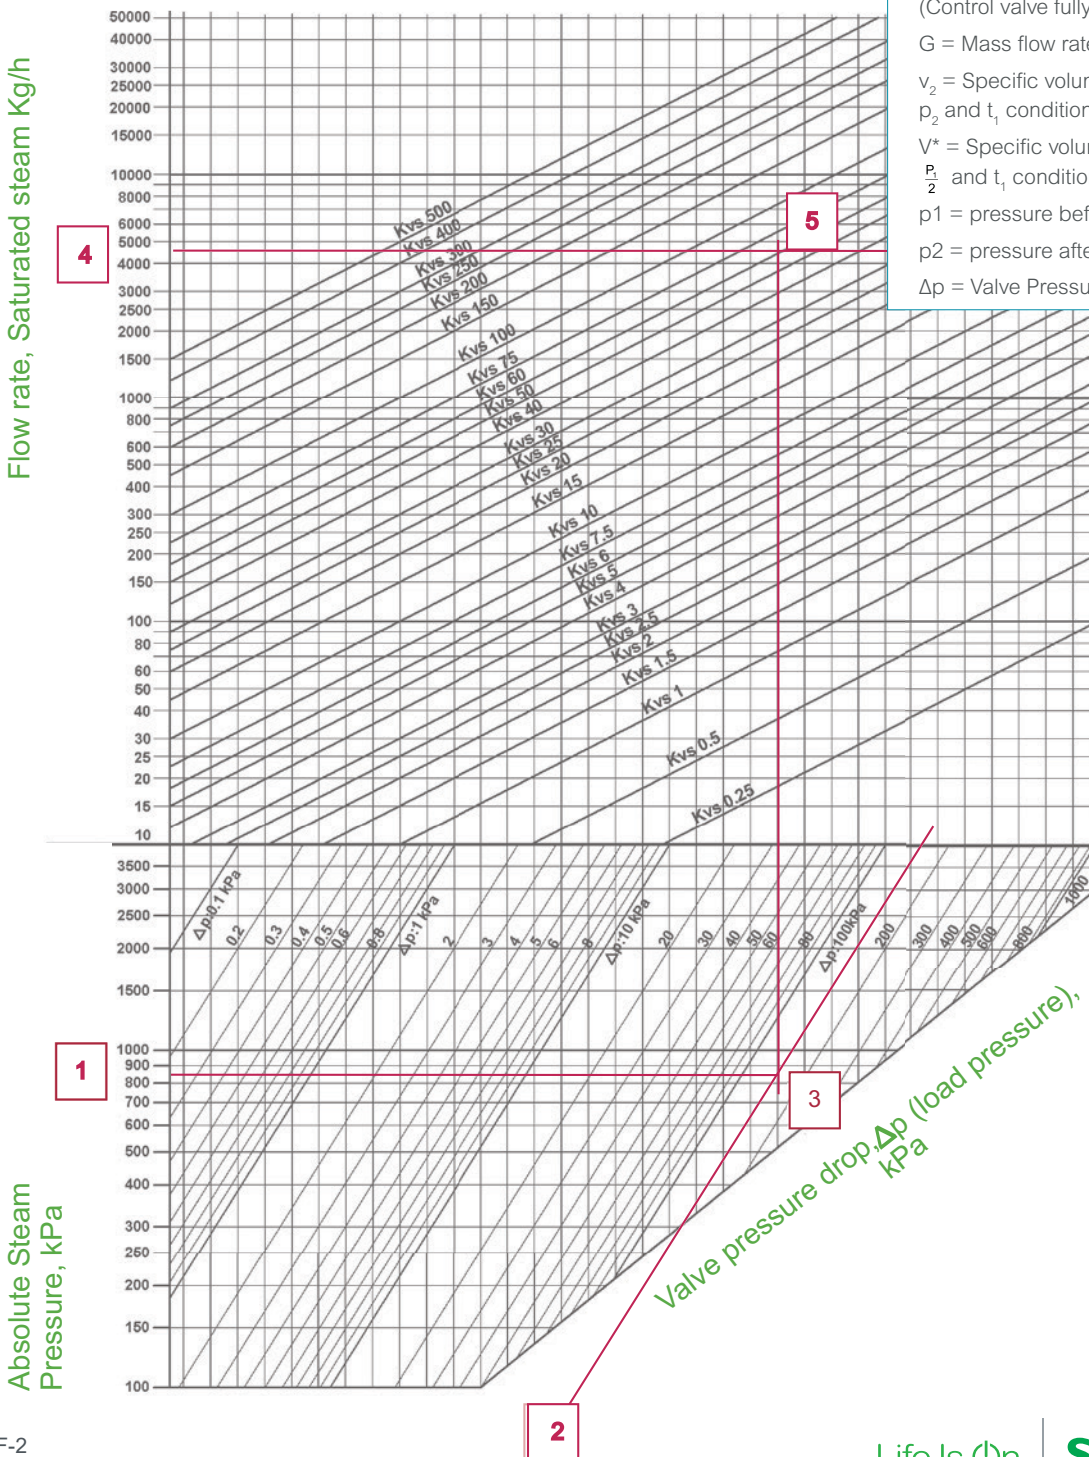 Flow rate, Saturated steam Kg/h
50000
40000
30000
25000
20000
15000
10000
8000
6000
5000
4000
3000
2500
2000
1500
1000
800
600
500
400
300
250
200
150
100
80
60
50
40
30
25
20
15
10
4
5
(Control valve fully
G = Mass flow rate
v2 = Specific volum
p2 and t1 condition
V* = Specific volum
P1/2 and t1 conditio
p1 = pressure bef
p2 = pressure afte
Δp = Valve Pressu
Kvs 500
Kvs 400
Kvs 300
Kvs 250
Kvs 200
Kvs 150
Kvs 100
Kvs 75
Kvs 60
Kvs 50
Kvs 40
Kvs 30
Kvs 25
Kvs 20
Kvs 15
Kvs 10
Kvs 7.5
Kvs 6
Kvs 5
Kvs 4
Kvs 3
Kvs 2.5
Kvs 2
Kvs 1.5
Kvs 1
Kvs 0.5
Kvs 0.25
Absolute Steam
Pressure, kPa
3500
3000
2500
2000
1500
1000
900
800
700
600
500
400
300
250
200
150
100
Δp:0.1 kPa
0.2
0.3
0.4
0.5
0.6
0.8
Δp:1 kPa
2
3
4
5
6
8
Δp:10 kPa
20
30
40
50
60
80
Δp:100kPa
200
300
400
500
600
800
1000
1
3
2
Valve pressure drop,Δp (load pressure),
kPa
F-2
Life Is On
S